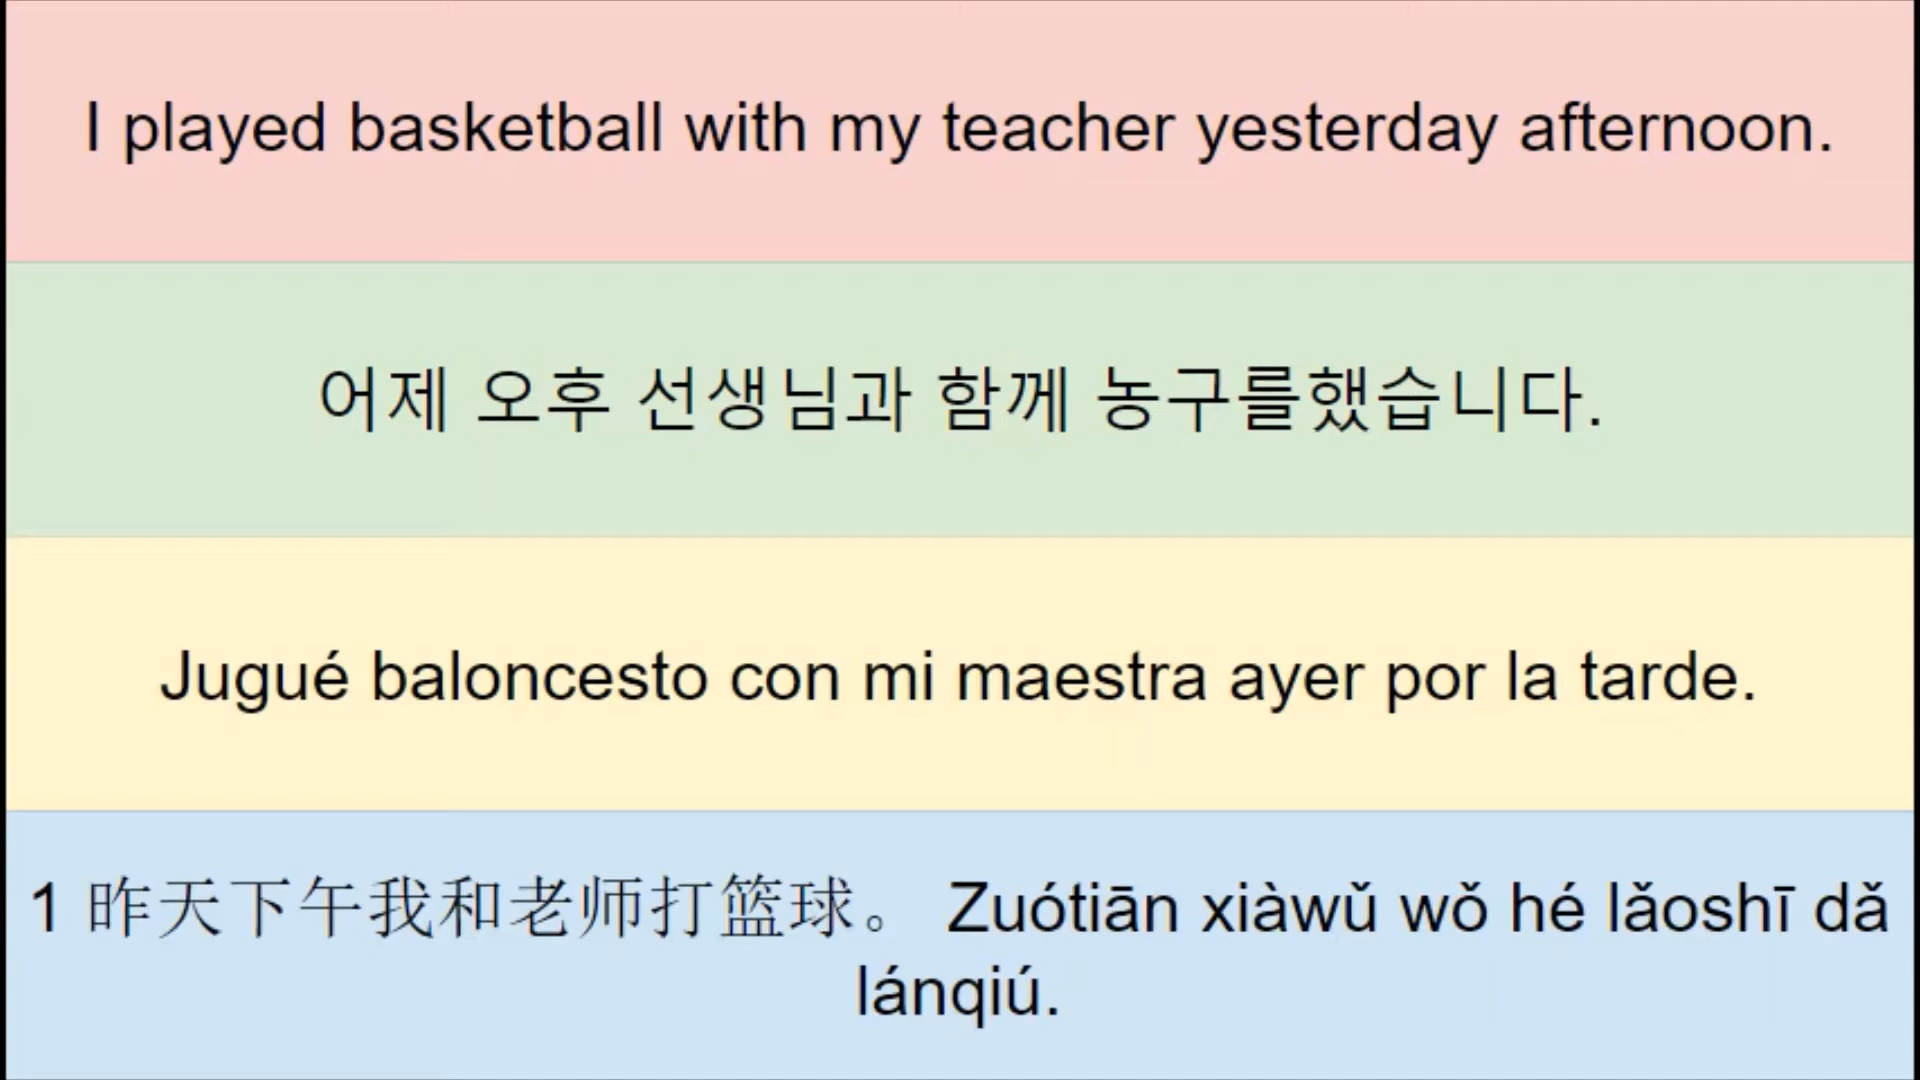 I played basketball with my teacher yesterday afternoon.
어제 오후 선생님과 함께 농구를했습니다.
Jugué baloncesto con mi maestra ayer por la tarde.
1 昨天下午我和老师打篮球。 Zuótiān xiàwǔ wǒ hé lǎoshī dǎ
lánqiú.